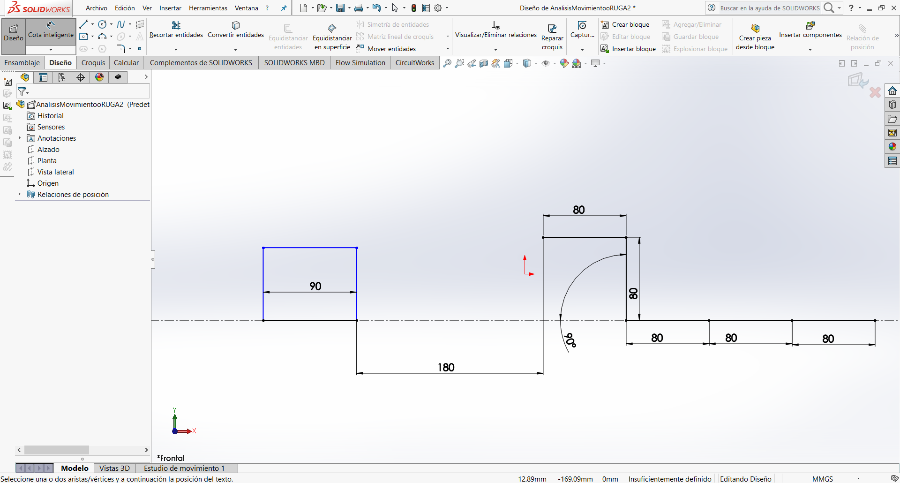 SOLIDWORKS Archivo Edición Ver Insertar Herramientas Ventana ? Diseño de AnalisisMovimientooRUGA2 * Buscar en la ayuda de SOLIDWORKS ?
Diseño
Cota inteligente
Recortar entidades
Convertir entidades
Equidistar entidades
Equidistanciar en superficie
Simetría de entidades
Matriz lineal de croquis
Mover entidades
Visualizar/Eliminar relaciones
Reparar croquis
Captur...
Crear bloque
Editar bloque
Insertar bloque
Agregar/Eliminar
Guardar bloque
Explosionar bloque
Crear pieza desde bloque
Insertar componentes
Relación de posición
Ensamblaje Diseño Croquis Calcular Complementos de SOLIDWORKS SOLIDWORKS MBD Flow Simulation CircuitWorks
AnalisisMovimientooRUGA2 (Predet
Historial
Sensores
Anotaciones
Alzado
Planta
Vista lateral
Origen
Relaciones de posición
80
90
80
90°
80
80
80
180
Y
X
*Frontal
Modelo Vistas 3D Estudio de movimiento 1
Seleccione una o dos aristas/vértices y a continuación la posición del texto. 12.89mm -169.09mm 0mm Insuficientemente definido Editando Diseño MMGS